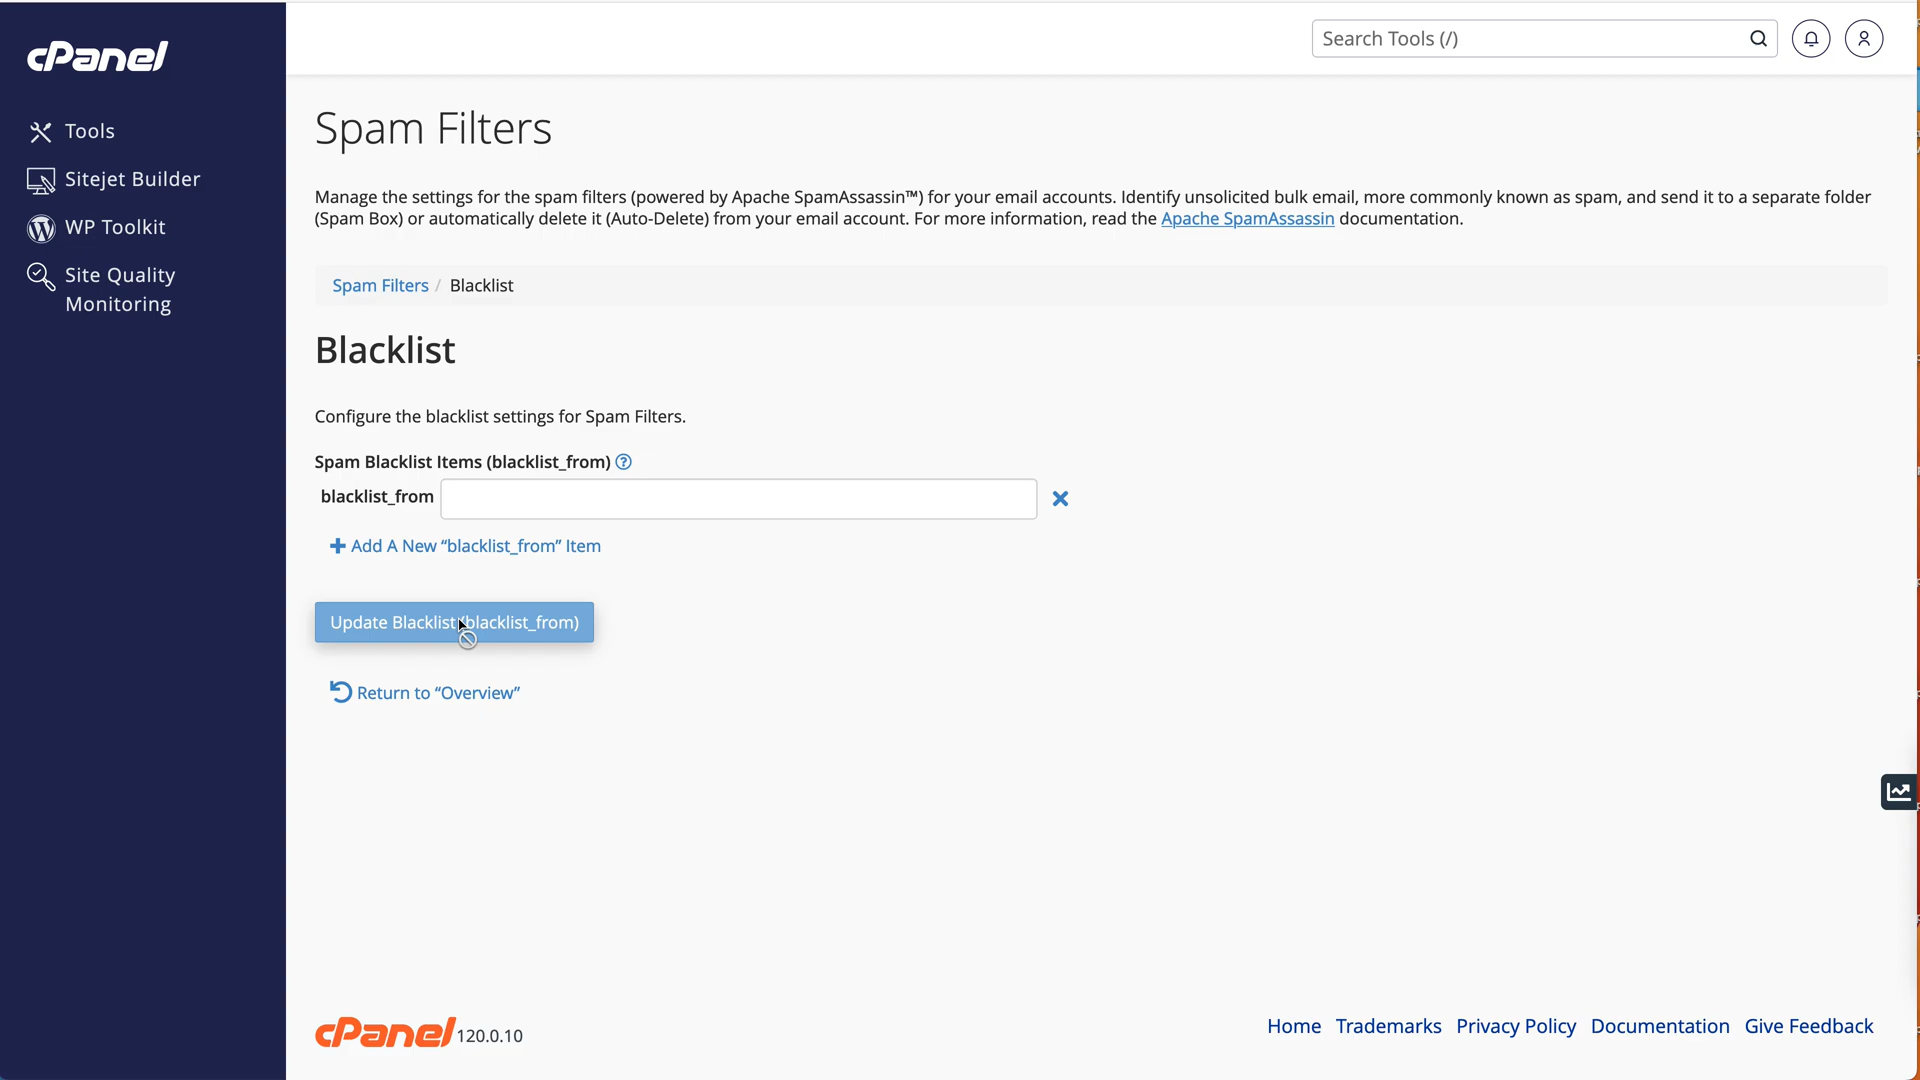 cPanel
Search Tools (/)
Tools
Sitejet Builder
WP Toolkit
Site Quality
Monitoring
Spam Filters
Manage the settings for the spam filters (powered by Apache SpamAssassin™) for your email accounts. Identify unsolicited bulk email, more commonly known as spam, and send it to a separate folder
(Spam Box) or automatically delete it (Auto-Delete) from your email account. For more information, read the Apache SpamAssassin documentation.
Spam Filters / Blacklist
Blacklist
Configure the blacklist settings for Spam Filters.
Spam Blacklist Items (blacklist_from) ?
blacklist_from
Add A New “blacklist_from” Item
Update Blacklist (blacklist_from)
Return to “Overview”
cPanel 120.0.10
Home Trademarks Privacy Policy Documentation Give Feedback